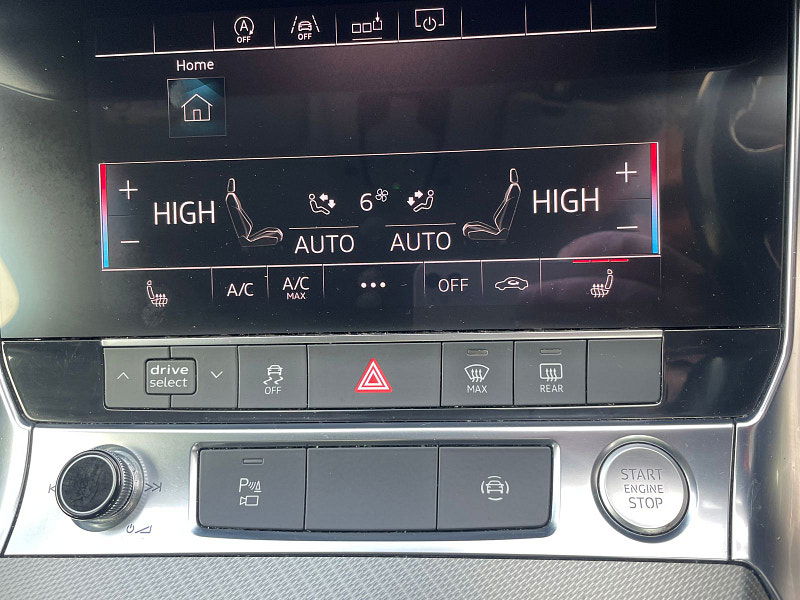 A
OFF
OFF
Home
+
HIGH
6
HIGH
+
−
AUTO
AUTO
−
A/C
A/C
MAX
•••
OFF
drive
select
OFF
MAX
REAR
P
START
ENGINE
STOP